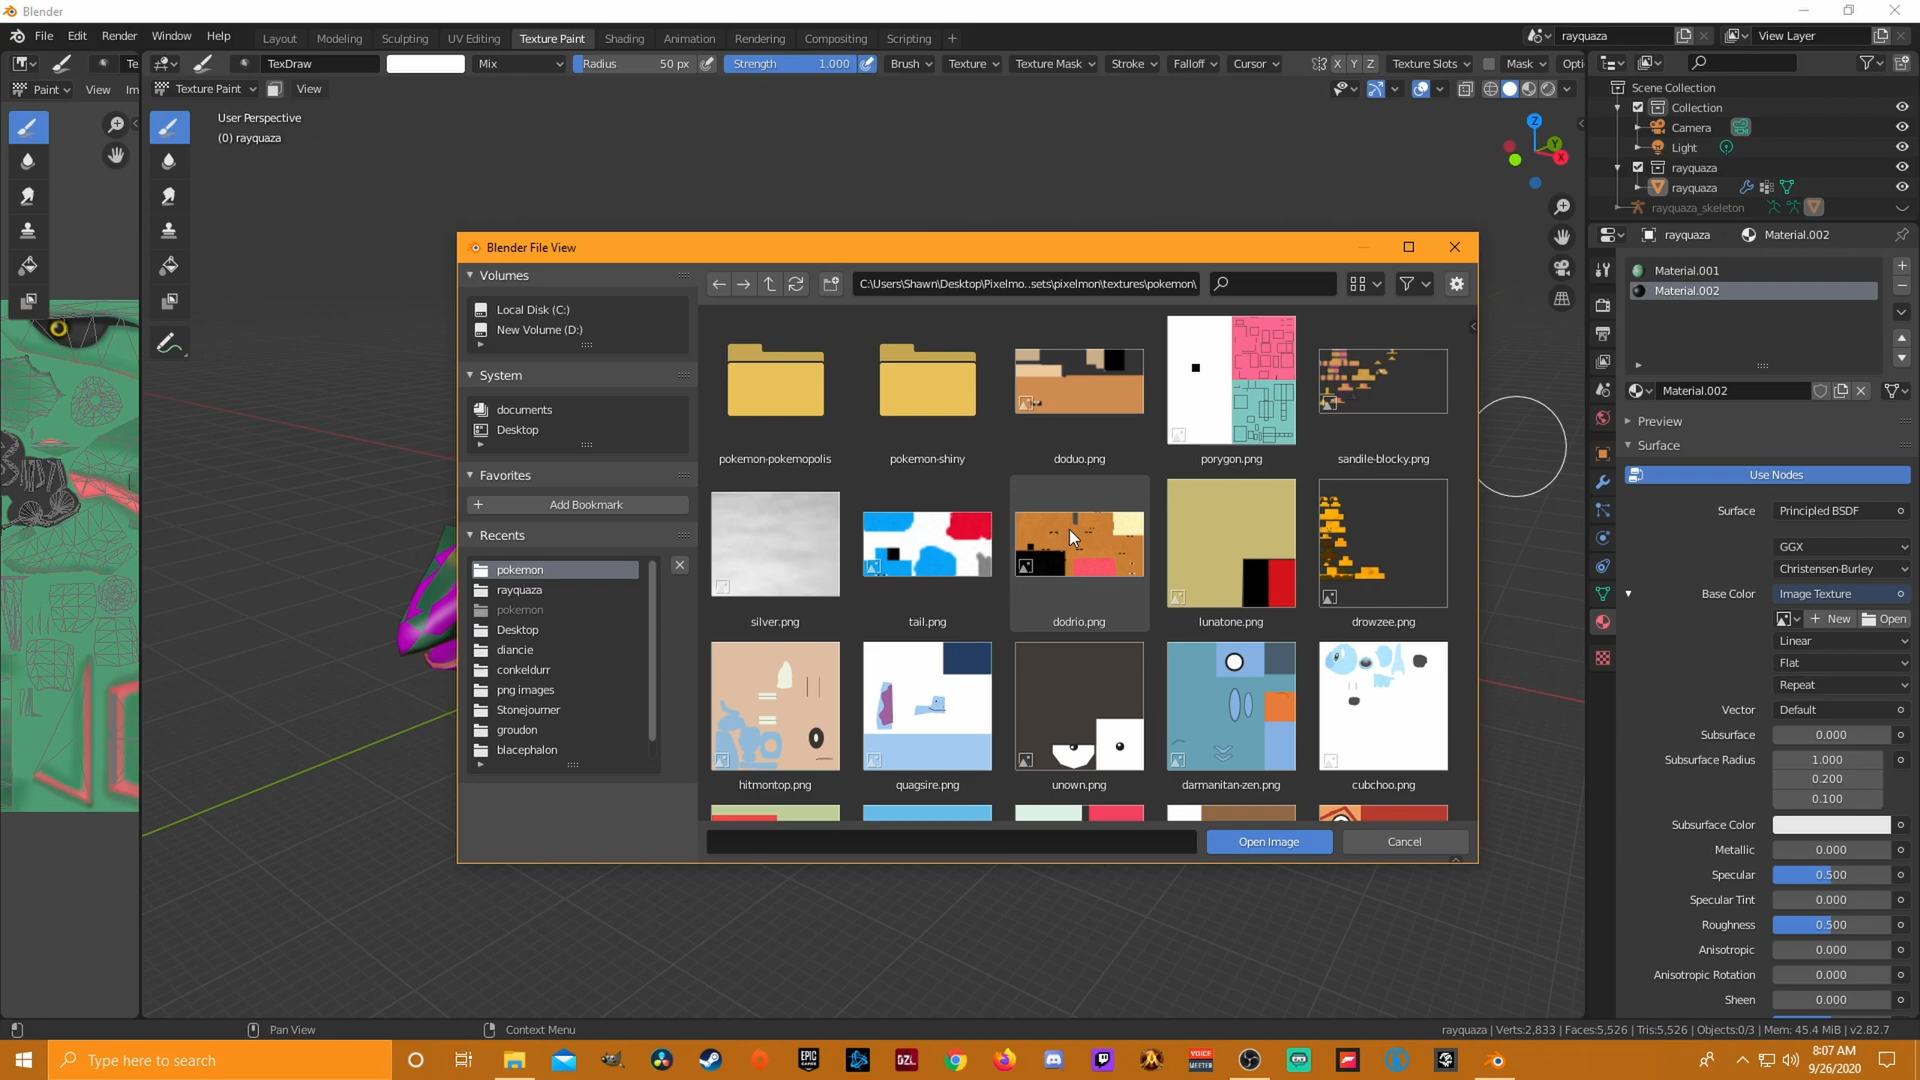 Blender
File Edit Render Window Help
Layout Modeling Sculpting UV Editing Texture Paint Shading Animation Rendering Compositing Scripting +
rayquaza View Layer
Te TexDraw Mix Radius 50 px Strength 1.000 Brush Texture Texture Mask Stroke Falloff Cursor X Y Z Texture Slots Mask Opti
Paint View Im Texture Paint View
User Perspective
(0) rayquaza
Z Y X
Scene Collection
Collection
Camera
Light
rayquaza
rayquaza
rayquaza_skeleton
rayquaza Material.002
Material.001
Material.002
Material.002
Preview
Surface
Use Nodes
Surface Principled BSDF
GGX
Christensen-Burley
Base Color Image Texture
+ New Open
Linear
Flat
Repeat
Vector Default
Subsurface 0.000
Subsurface Radius 1.000
0.200
0.100
Subsurface Color
Metallic 0.000
Specular 0.500
Specular Tint 0.000
Roughness 0.500
Anisotropic 0.000
Anisotropic Rotation 0.000
Sheen 0.000
Blender File View
Volumes
Local Disk (C:)
New Volume (D:)
System
documents
Desktop
Favorites
+ Add Bookmark
Recents
pokemon
rayquaza
pokemon
Desktop
diancie
conkeldurr
png images
Stonejourner
groudon
blacephalon
C:\Users\Shawn\Desktop\Pixelmo..sets\pixelmon\textures\pokemon\
pokemon-pokemopolis pokemon-shiny doduo.png porygon.png sandile-blocky.png
silver.png tail.png dodrio.png lunatone.png drowzee.png
hitmontop.png quagsire.png unown.png darmanitan-zen.png cubchoo.png
Open Image Cancel
Pan View Context Menu
rayquaza | Verts:2,833 | Faces:5,526 | Tris:5,526 | Objects:0/3 | Mem: 45.4 MiB | v2.82.7
Type here to search
EPIC GAMES
OZL
VOICE MEETER
8:07 AM
9/26/2020